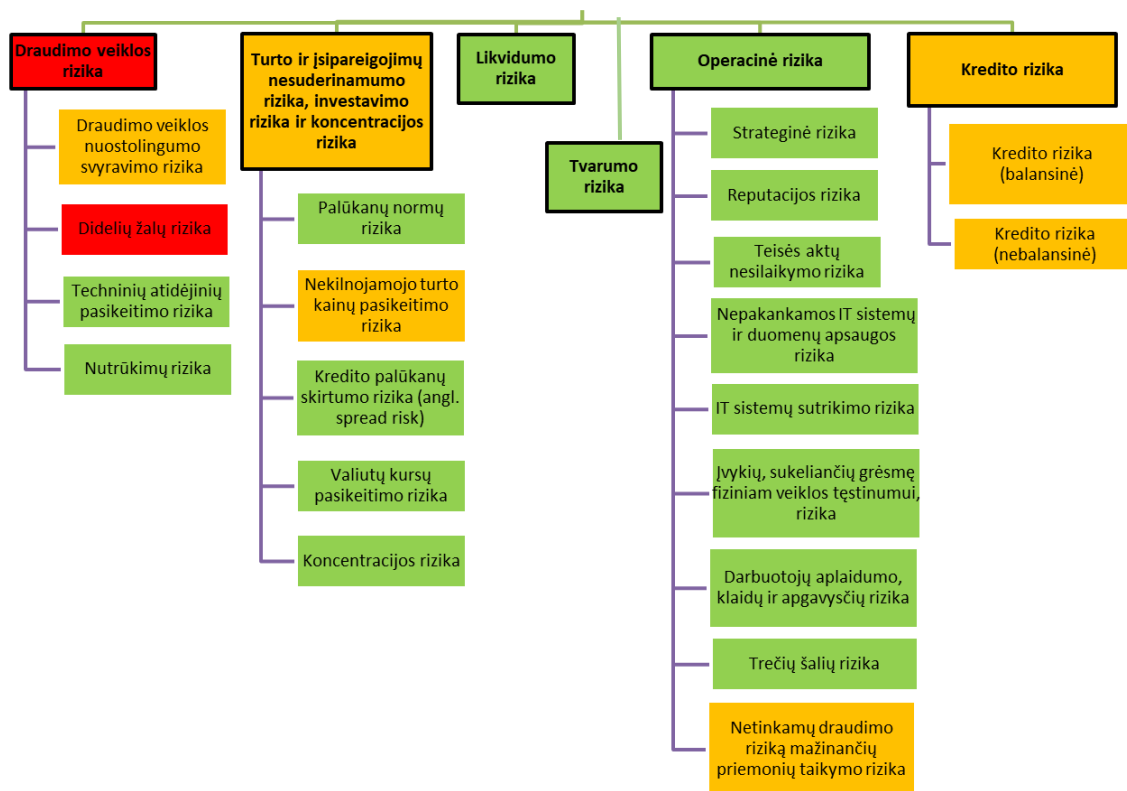 Draudimo veiklos
rizika
Draudimo veiklos
nuostolingumo
svyravimo rizika
Didelių žalų rizika
Techninių atidėjinių
pasikeitimo rizika
Nutrūkimų rizika
Turto ir įsipareigojimų
nesuderinamumo
rizika, investavimo
rizika ir koncentracijos
rizika
Palūkanų normų
rizika
Nekilnojamojo turto
kainų pasikeitimo
rizika
Kredito palūkanų
skirtumo rizika (angl.
spread risk)
Valiutų kursų
pasikeitimo rizika
Koncentracijos rizika
Likvidumo
rizika
Tvarumo
rizika
Operacinė rizika
Strateginė rizika
Reputacijos rizika
Teisės aktų
nesilaikymo rizika
Nepakankamos IT sistemų
ir duomenų apsaugos
rizika
IT sistemų sutrikimo rizika
Įvykių, sukeliančių grėsmę
fiziniam veiklos tęstinumui,
rizika
Darbuotojų aplaidumo,
klaidų ir apgavysčių rizika
Trečių šalių rizika
Netinkamų draudimo
riziką mažinančių
priemonių taikymo rizika
Kredito rizika
Kredito rizika
(balansinė)
Kredito rizika
(nebalansinė)